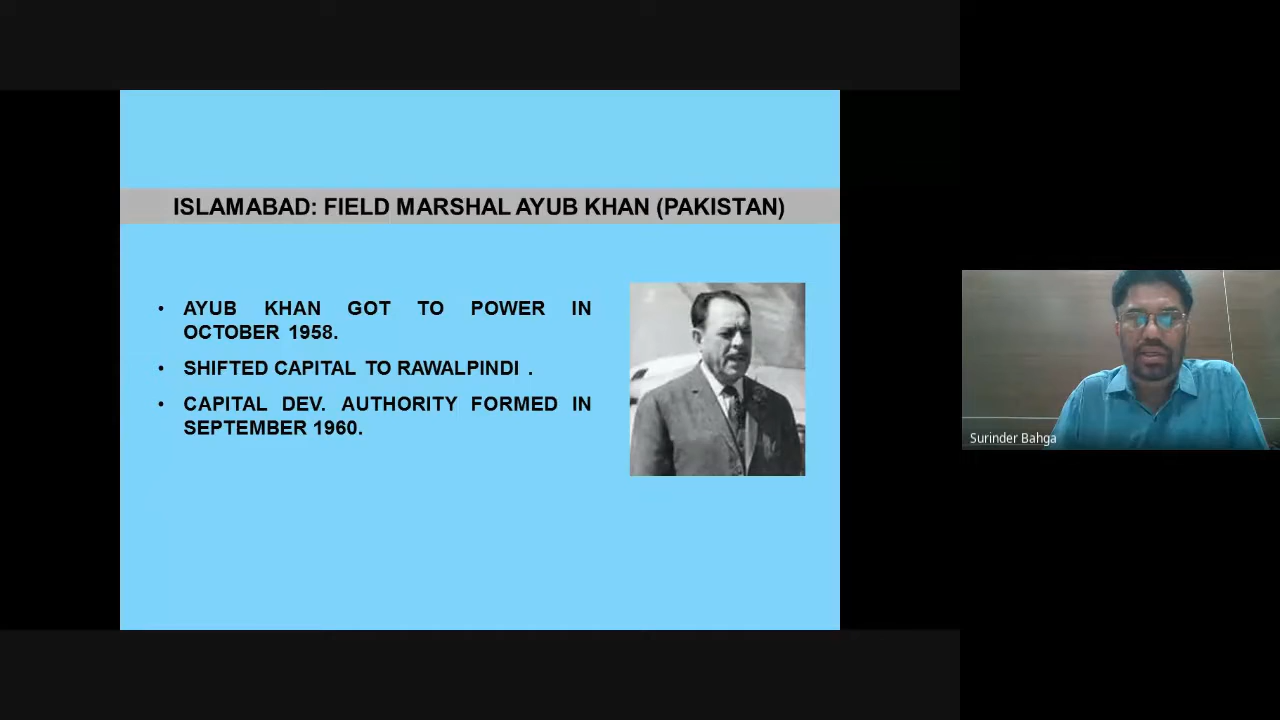 ISLAMABAD: FIELD MARSHAL AYUB KHAN (PAKISTAN)
• AYUB KHAN GOT TO POWER IN
OCTOBER 1958.
• SHIFTED CAPITAL TO RAWALPINDI .
• CAPITAL DEV. AUTHORITY FORMED IN
SEPTEMBER 1960.
Surinder Bahga